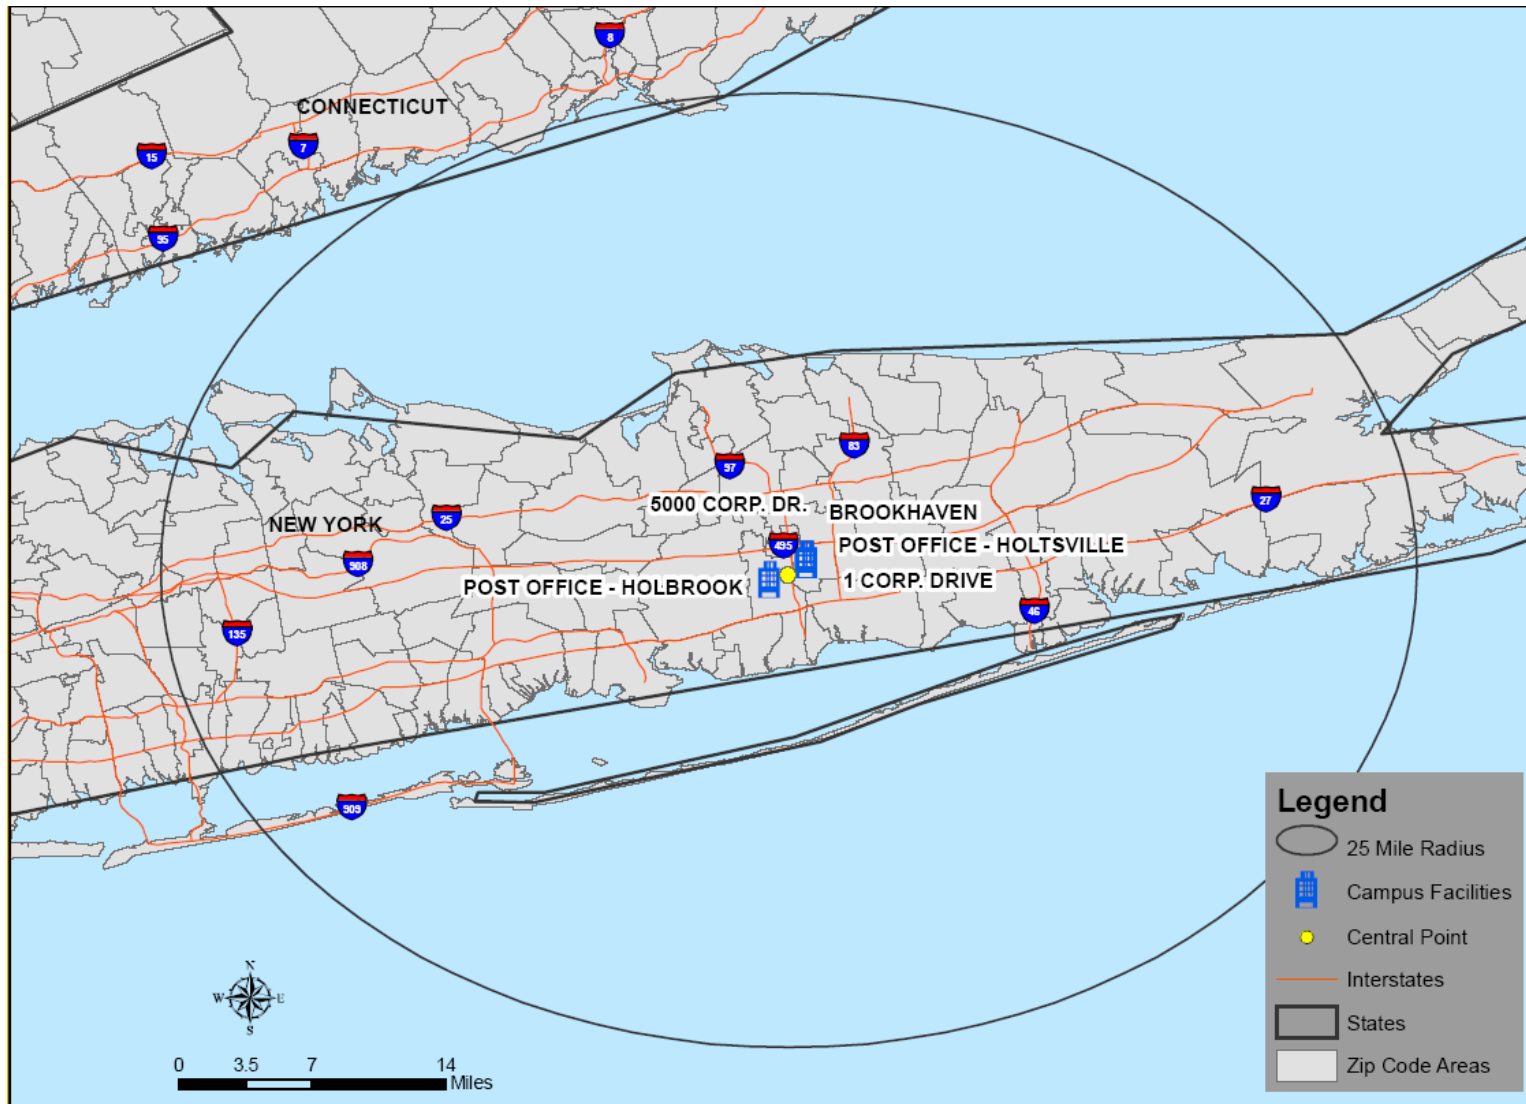 8
CONNECTICUT
15
7
95
97
83
5000 CORP. DR.
BROOKHAVEN
27
NEW YORK
25
495
POST OFFICE - HOLTSVILLE
908
POST OFFICE - HOLBROOK
1 CORP. DRIVE
46
135
909
Legend
25 Mile Radius
Campus Facilities
Central Point
Interstates
States
Zip Code Areas
N
W E
S
0 3.5 7 14
Miles